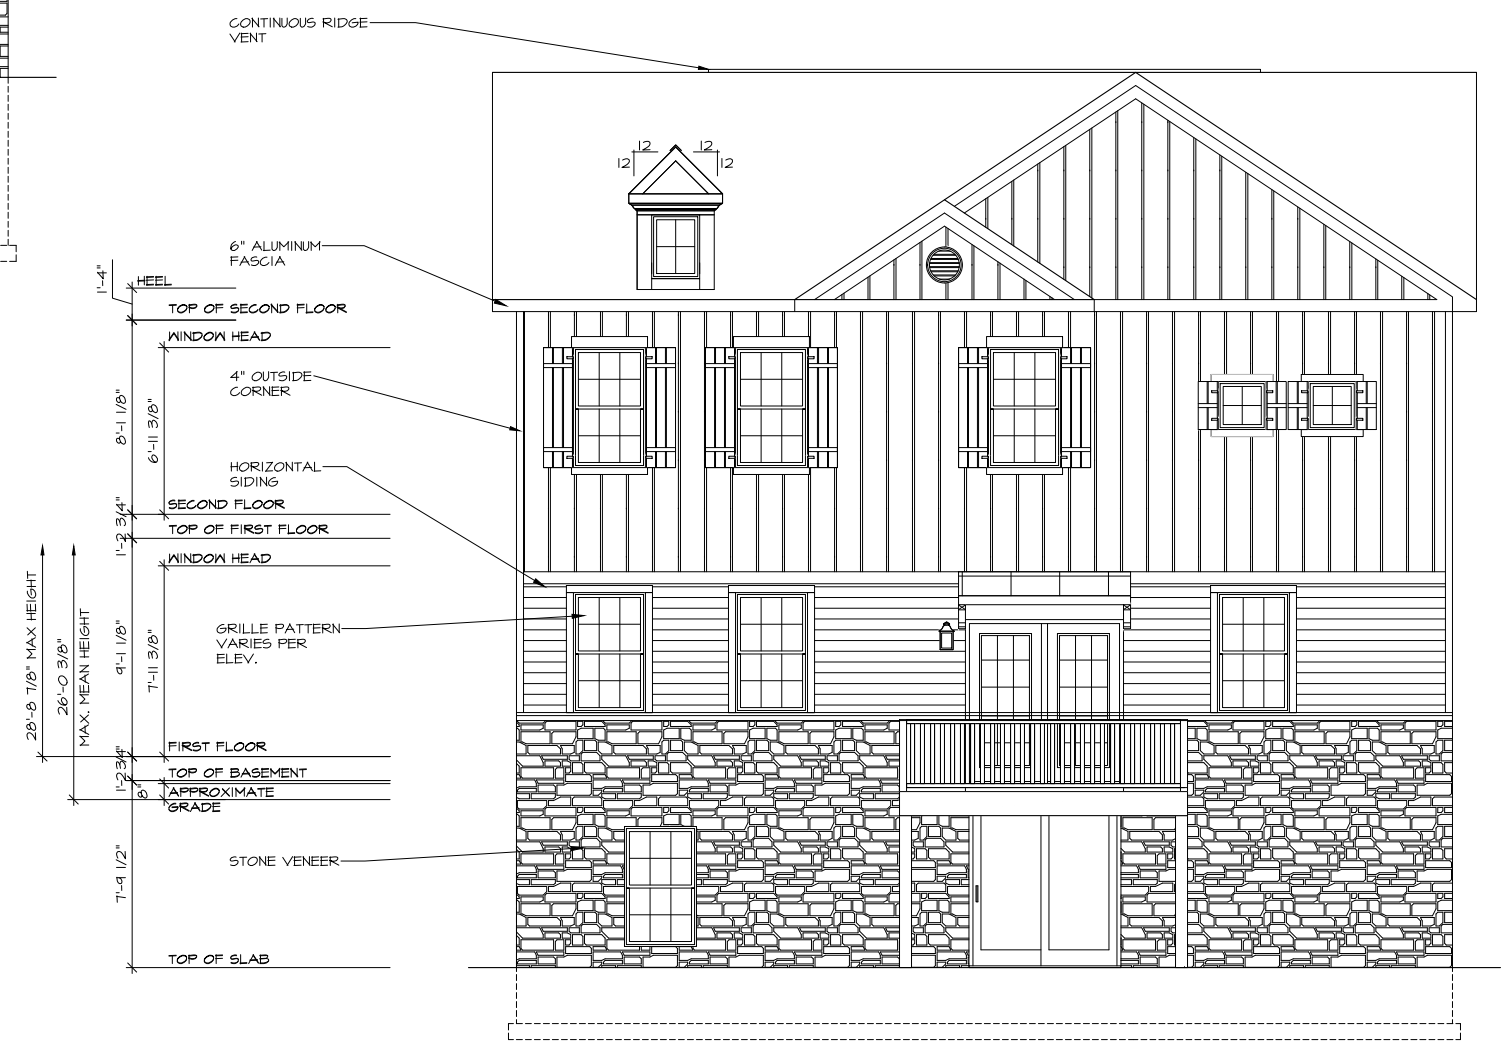 CONTINUOUS RIDGE
VENT
12
12
12
12
6" ALUMINUM
FASCIA
1'-4"
HEEL
TOP OF SECOND FLOOR
WINDOW HEAD
4" OUTSIDE
CORNER
8'-1 1/8"
6'-11 3/8"
HORIZONTAL
SIDING
SECOND FLOOR
1'-2 3/4"
TOP OF FIRST FLOOR
WINDOW HEAD
28'-8 7/8" MAX HEIGHT
26'-0 3/8"
MAX. MEAN HEIGHT
9'-1 1/8"
7'-11 3/8"
GRILLE PATTERN
VARIES PER
ELEV.
FIRST FLOOR
1'-2 3/4"
TOP OF BASEMENT
8"
APPROXIMATE
GRADE
7'-9 1/2"
STONE VENEER
TOP OF SLAB